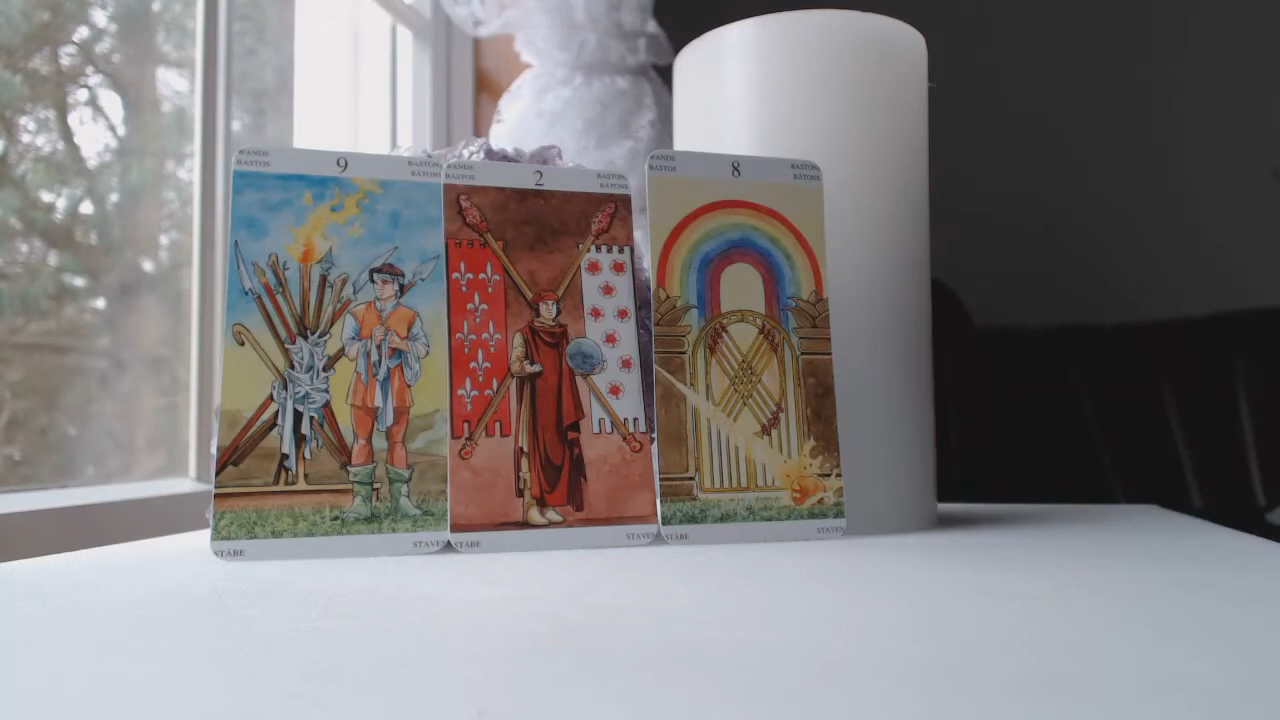 WANDS 9 BASTONI
BASTOS BÂTONS
STÄBE STAVEN
WANDS 2 BASTONI
BASTOS BÂTONS
STÄBE STAVEN
WANDS 8 BASTONI
BASTOS BÂTONS
STÄBE STAVEN